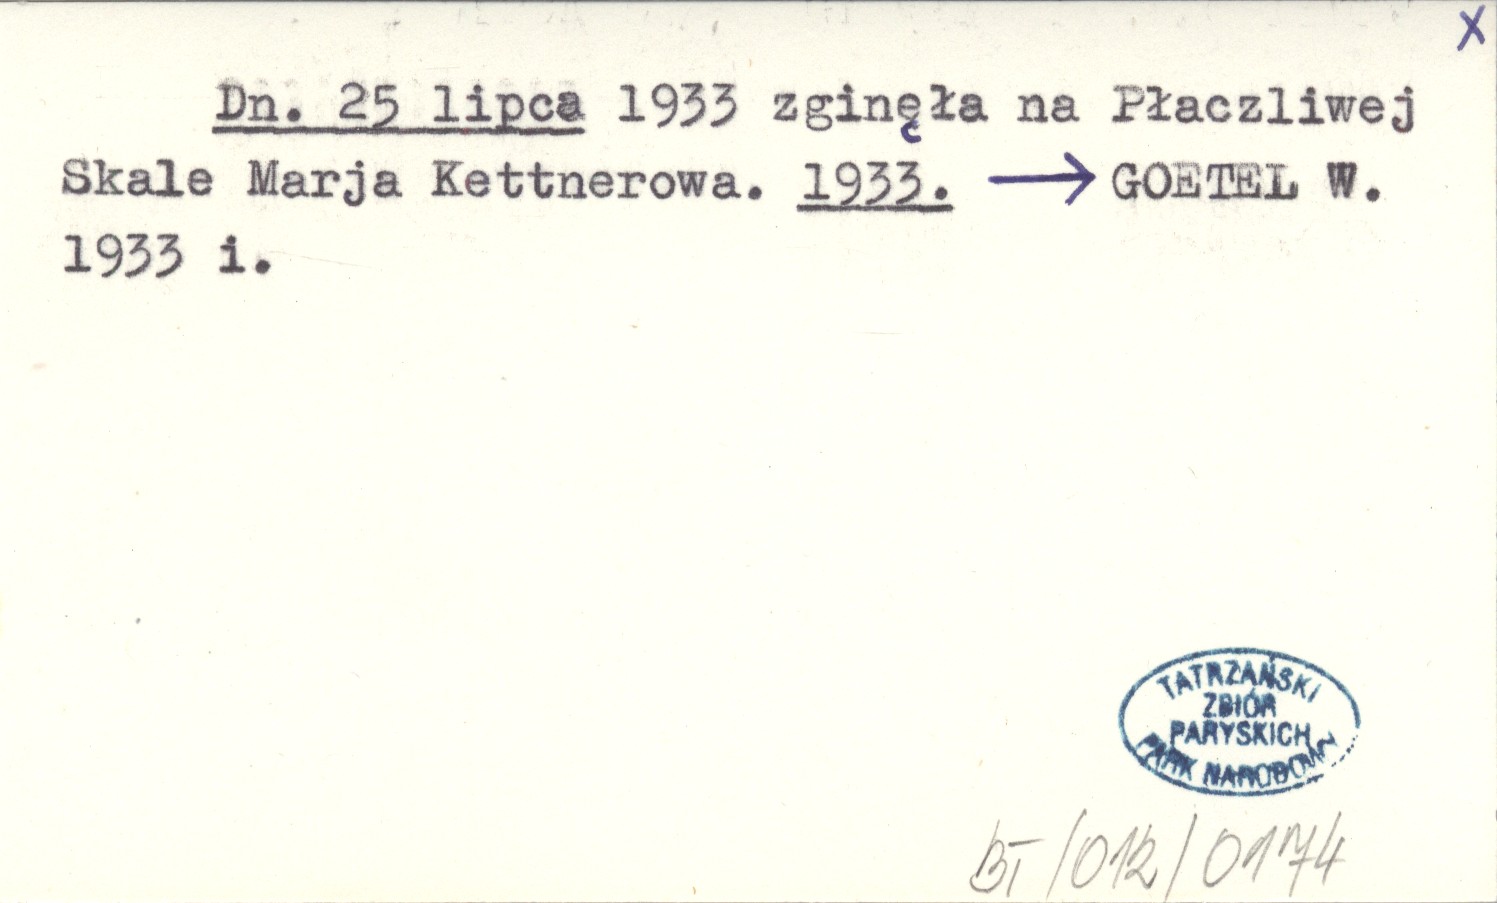 X
Dn. 25 lipca 1933 zginęła na Płaczliwej
Skale Marja Kettnerowa. 1933. → GOETEL W.
1933 i.
TATRZAŃSKI
ZBIÓR
PARYSKICH
PARK NARODOWY
BT/012/0174